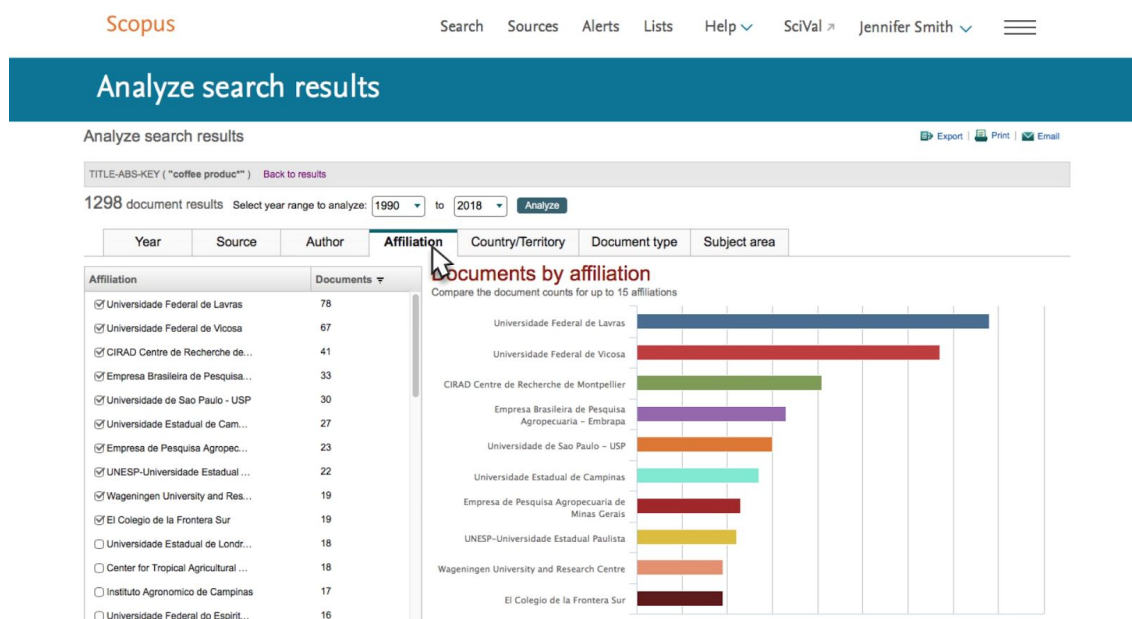 Scopus
Search Sources Alerts Lists Help SciVal Jennifer Smith
Analyze search results
Analyze search results
Export | Print | Email
TITLE-ABS-KEY ( "coffee produc*" ) Back to results
1298 document results Select year range to analyze: 1990 to 2018 Analyze
Year Source Author Affiliation Country/Territory Document type Subject area
Affiliation Documents
Universidade Federal de Lavras 78
Universidade Federal de Vicosa 67
CIRAD Centre de Recherche de... 41
Empresa Brasileira de Pesquisa... 33
Universidade de Sao Paulo - USP 30
Universidade Estadual de Cam... 27
Empresa de Pesquisa Agropec... 23
UNESP-Universidade Estadual ... 22
Wageningen University and Res... 19
El Colegio de la Frontera Sur 19
Universidade Estadual de Londr... 18
Center for Tropical Agricultural ... 18
Instituto Agronomico de Campinas 17
Universidade Federal do Espirit... 16
Documents by affiliation
Compare the document counts for up to 15 affiliations
Universidade Federal de Lavras
Universidade Federal de Vicosa
CIRAD Centre de Recherche de Montpellier
Empresa Brasileira de Pesquisa
Agropecuaria – Embrapa
Universidade de Sao Paulo – USP
Universidade Estadual de Campinas
Empresa de Pesquisa Agropecuaria de
Minas Gerais
UNESP-Universidade Estadual Paulista
Wageningen University and Research Centre
El Colegio de la Frontera Sur